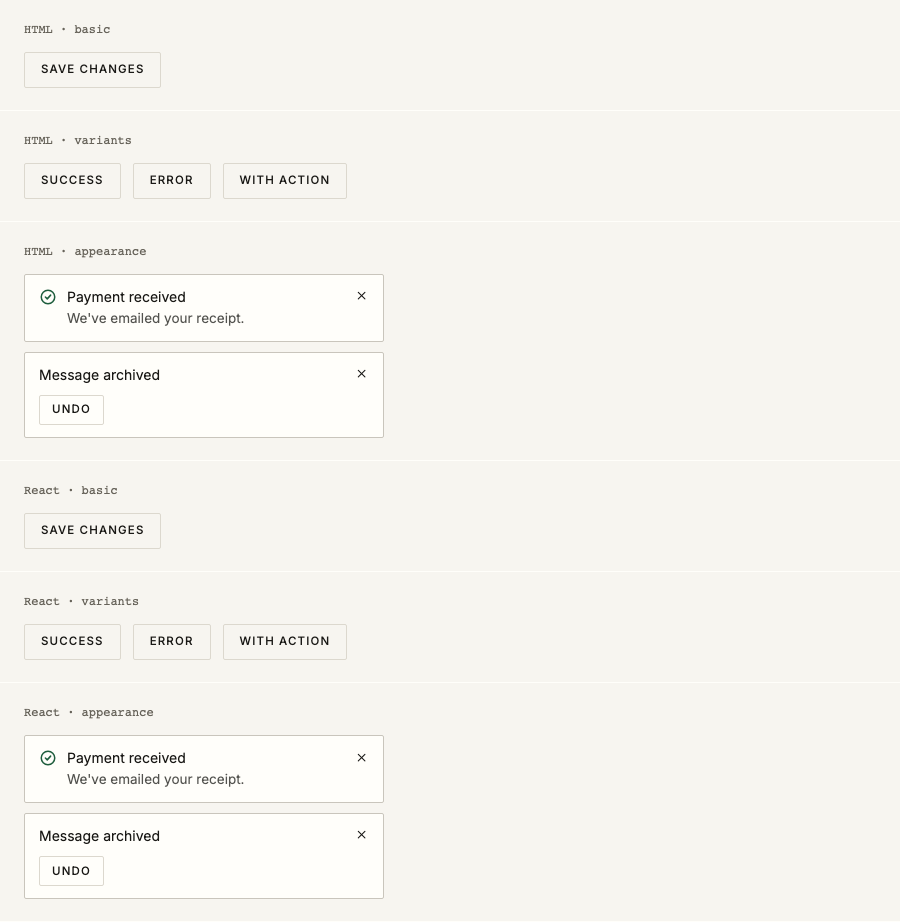 HTML · basic
SAVE CHANGES
HTML · variants
SUCCESS ERROR WITH ACTION
HTML · appearance
Payment received
We've emailed your receipt.
Message archived
UNDO
React · basic
SAVE CHANGES
React · variants
SUCCESS ERROR WITH ACTION
React · appearance
Payment received
We've emailed your receipt.
Message archived
UNDO